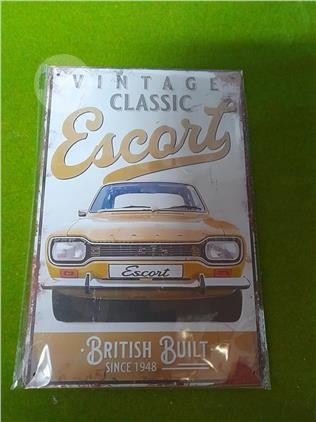 VINTAGE
CLASSIC
Escort
Escort
BRITISH BUILT
SINCE 1948